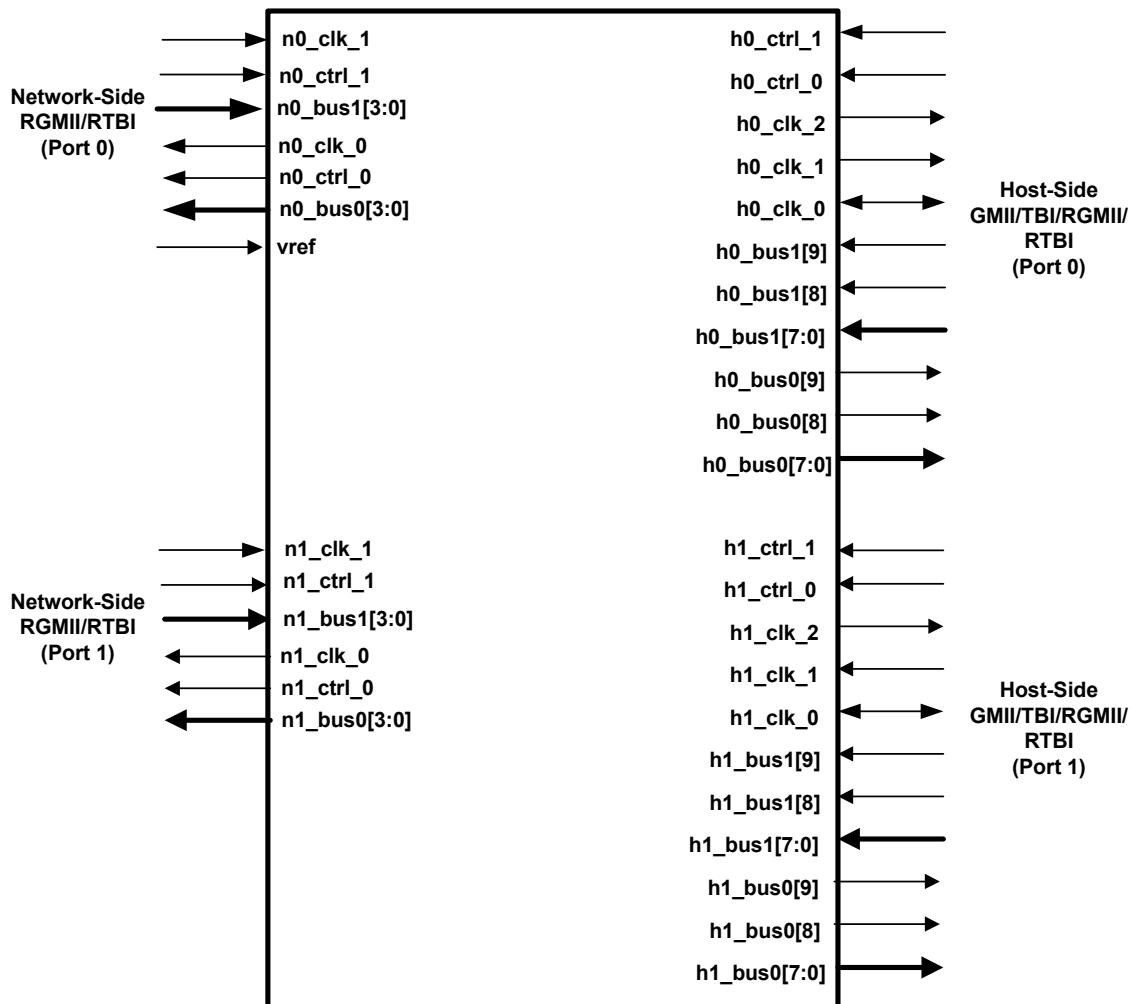 Network-Side
RGMII/RTBI
(Port 0)
n0_clk_1
n0_ctrl_1
n0_bus1[3:0]
n0_clk_0
n0_ctrl_0
n0_bus0[3:0]
vref
h0_ctrl_1
h0_ctrl_0
h0_clk_2
h0_clk_1
h0_clk_0
h0_bus1[9]
h0_bus1[8]
h0_bus1[7:0]
h0_bus0[9]
h0_bus0[8]
h0_bus0[7:0]
Host-Side
GMII/TBI/RGMII/
RTBI
(Port 0)
Network-Side
RGMII/RTBI
(Port 1)
n1_clk_1
n1_ctrl_1
n1_bus1[3:0]
n1_clk_0
n1_ctrl_0
n1_bus0[3:0]
h1_ctrl_1
h1_ctrl_0
h1_clk_2
h1_clk_1
h1_clk_0
h1_bus1[9]
h1_bus1[8]
h1_bus1[7:0]
h1_bus0[9]
h1_bus0[8]
h1_bus0[7:0]
Host-Side
GMII/TBI/RGMII/
RTBI
(Port 1)